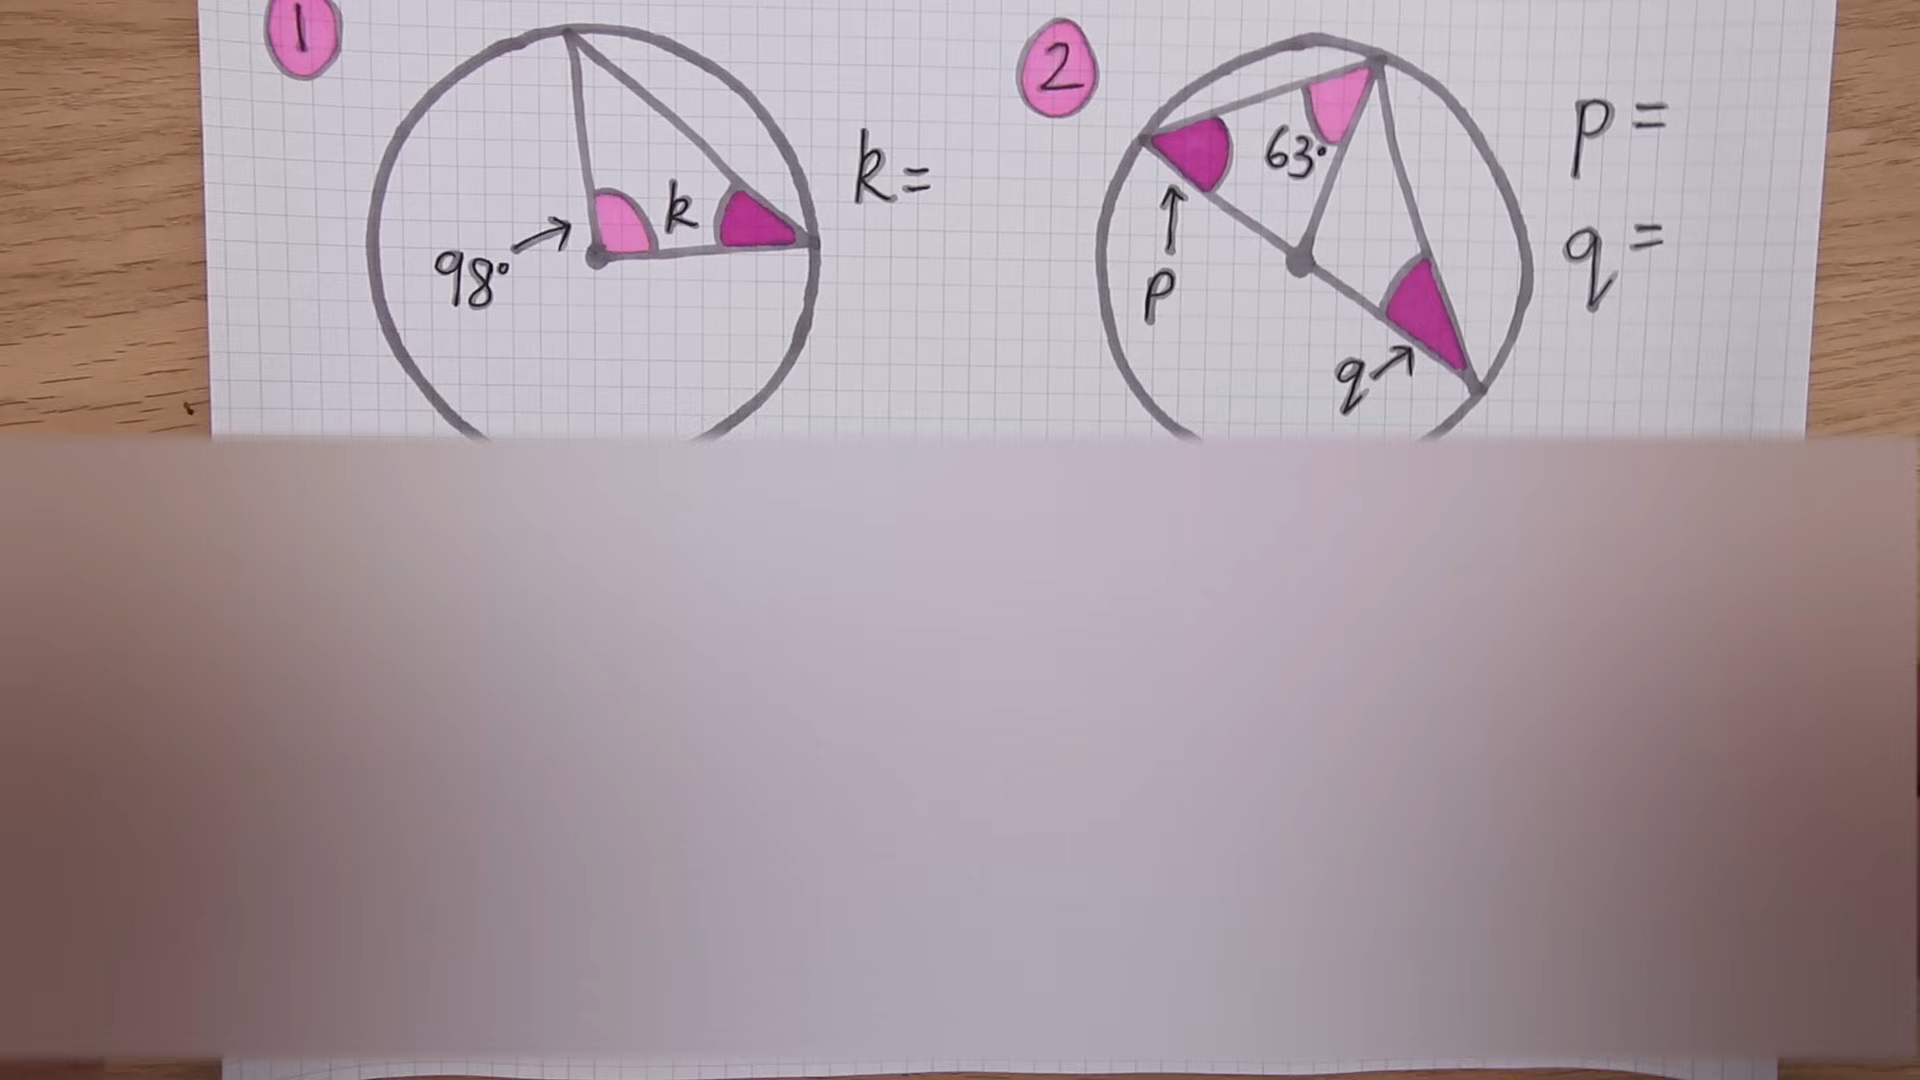 1
98°
k
k =
2
63°
p
q
p =
q =